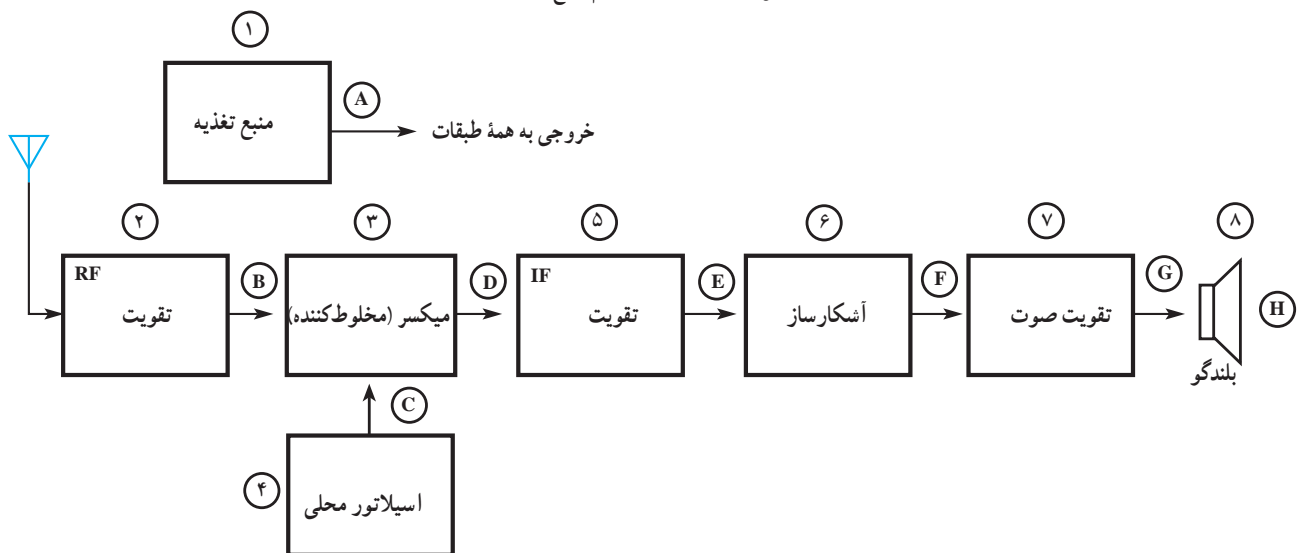 ۱
منبع تغذیه
A
خروجی به همهٔ طبقات
۲
۳
۵
۶
۷
۸
RF
تقویت
B
میکسر (مخلوط‌کننده)
D
IF
تقویت
E
آشکارساز
F
تقویت صوت
G
H
بلندگو
C
۴
اسیلاتور محلی